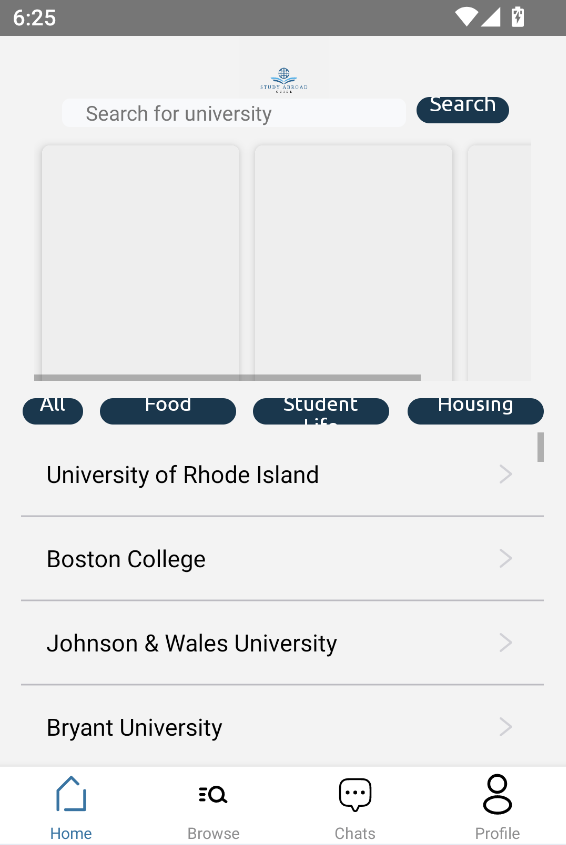 6:25
STUDY ABROAD
Search for university
Search
All
Food
Student
Life
Housing
University of Rhode Island
Boston College
Johnson & Wales University
Bryant University
Home
Browse
Chats
Profile